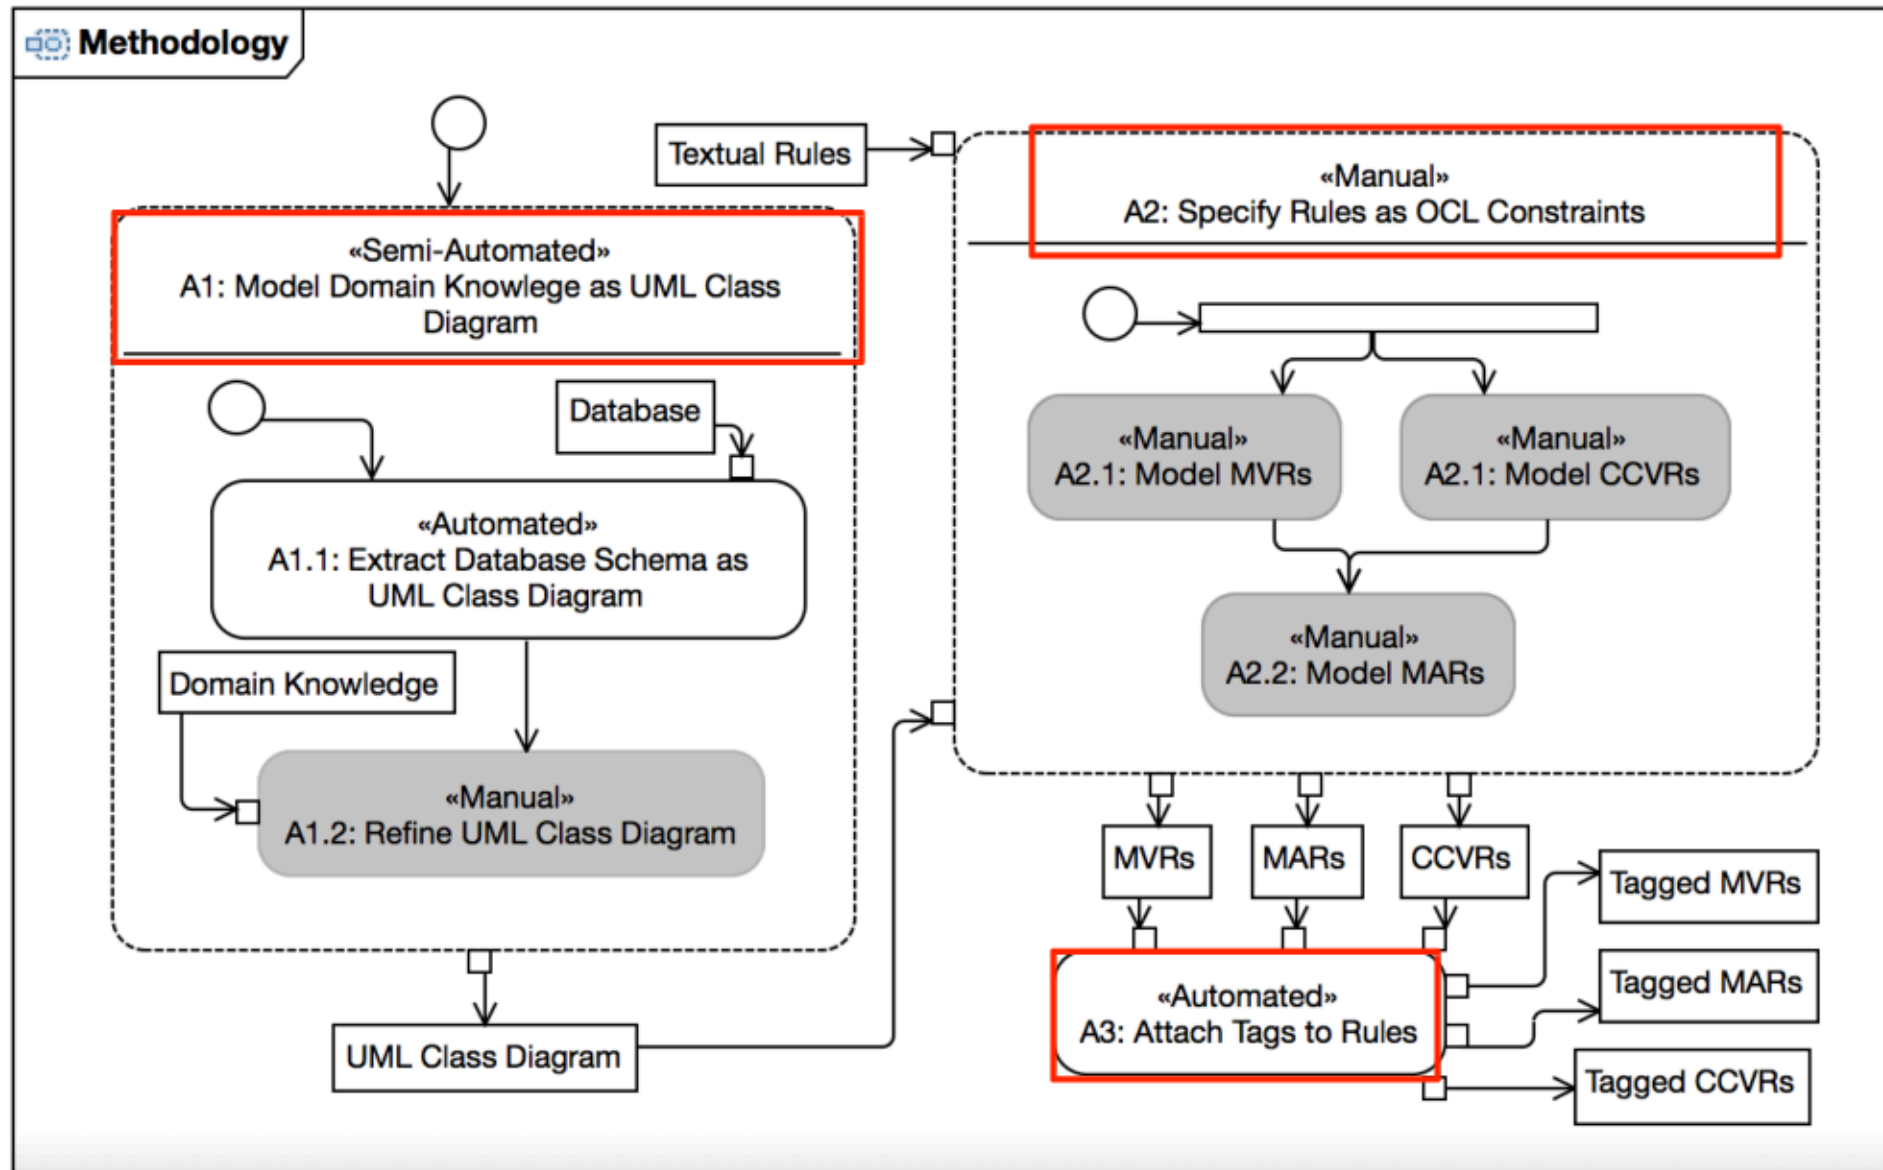 Methodology
Textual Rules
«Semi-Automated»
A1: Model Domain Knowlege as UML Class
Diagram
Database
«Automated»
A1.1: Extract Database Schema as
UML Class Diagram
Domain Knowledge
«Manual»
A1.2: Refine UML Class Diagram
UML Class Diagram
«Manual»
A2: Specify Rules as OCL Constraints
«Manual»
A2.1: Model MVRs
«Manual»
A2.1: Model CCVRs
«Manual»
A2.2: Model MARs
MVRs
MARs
CCVRs
«Automated»
A3: Attach Tags to Rules
Tagged MVRs
Tagged MARs
Tagged CCVRs